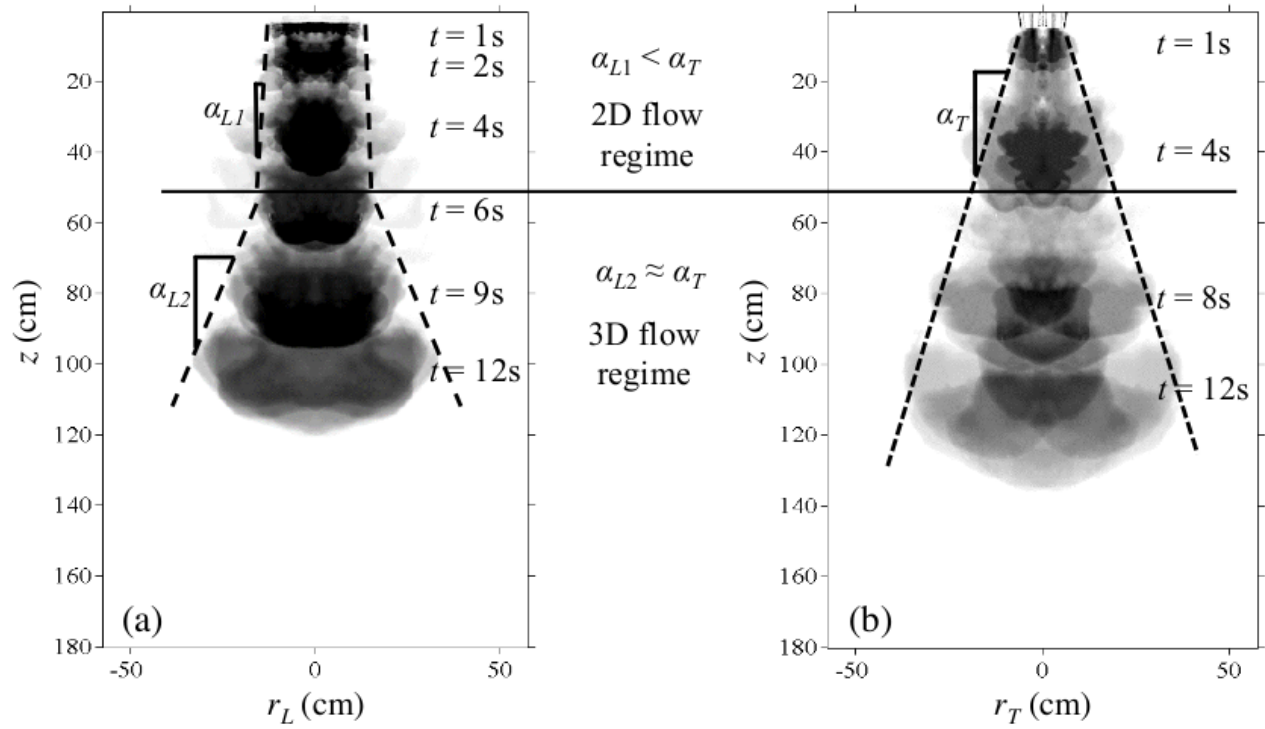 t = 1s
t = 2s
t = 4s
t = 6s
t = 9s
t = 12s
α_L1
α_L2
20
40
60
80
100
120
140
160
180
z (cm)
(a)
-50
0
50
r_L (cm)
α_L1 < α_T
2D flow
regime
α_L2 ≈ α_T
3D flow
regime
t = 1s
t = 4s
t = 8s
t = 12s
α_T
20
40
60
80
100
120
140
160
180
z (cm)
(b)
-50
0
50
r_T (cm)